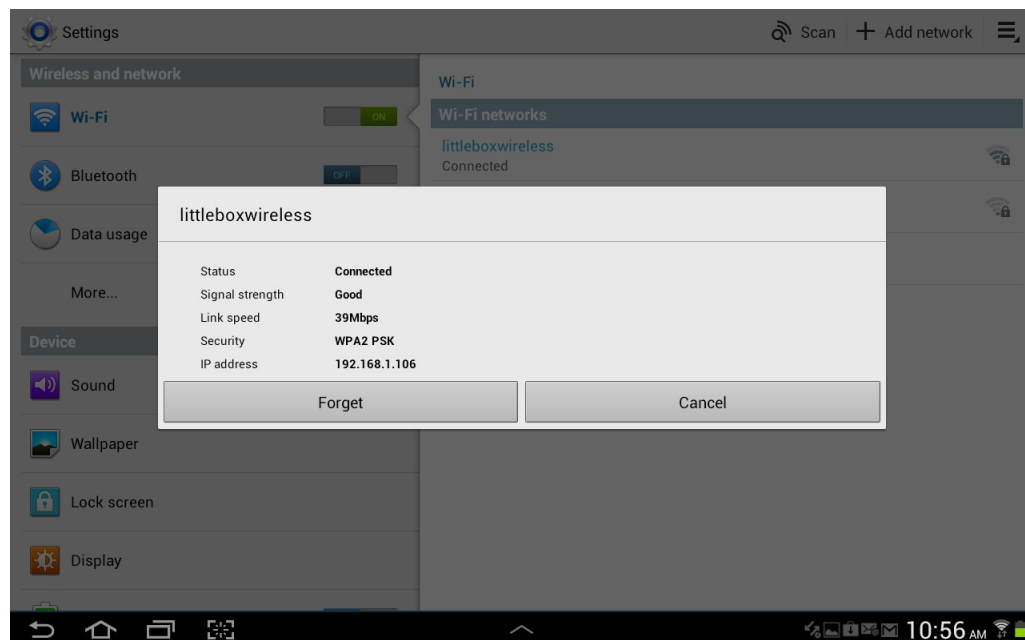 Settings
Scan
Add network
Wireless and network
Wi-Fi
ON
Bluetooth
OFF
Data usage
More...
Device
Sound
Wallpaper
Lock screen
Display
Wi-Fi
Wi-Fi networks
littleboxwireless
Connected
littleboxwireless
Status Connected
Signal strength Good
Link speed 39Mbps
Security WPA2 PSK
IP address 192.168.1.106
Forget Cancel
10:56 AM